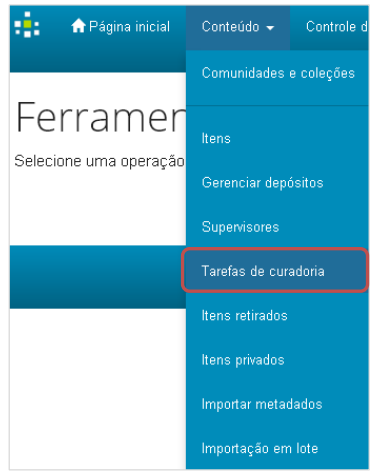 Página inicial Conteúdo Controle d
Comunidades e coleções
Ferramen
Selecione uma operação
Itens
Gerenciar depósitos
Supervisores
Tarefas de curadoria
Itens retirados
Itens privados
Importar metadados
Importação em lote